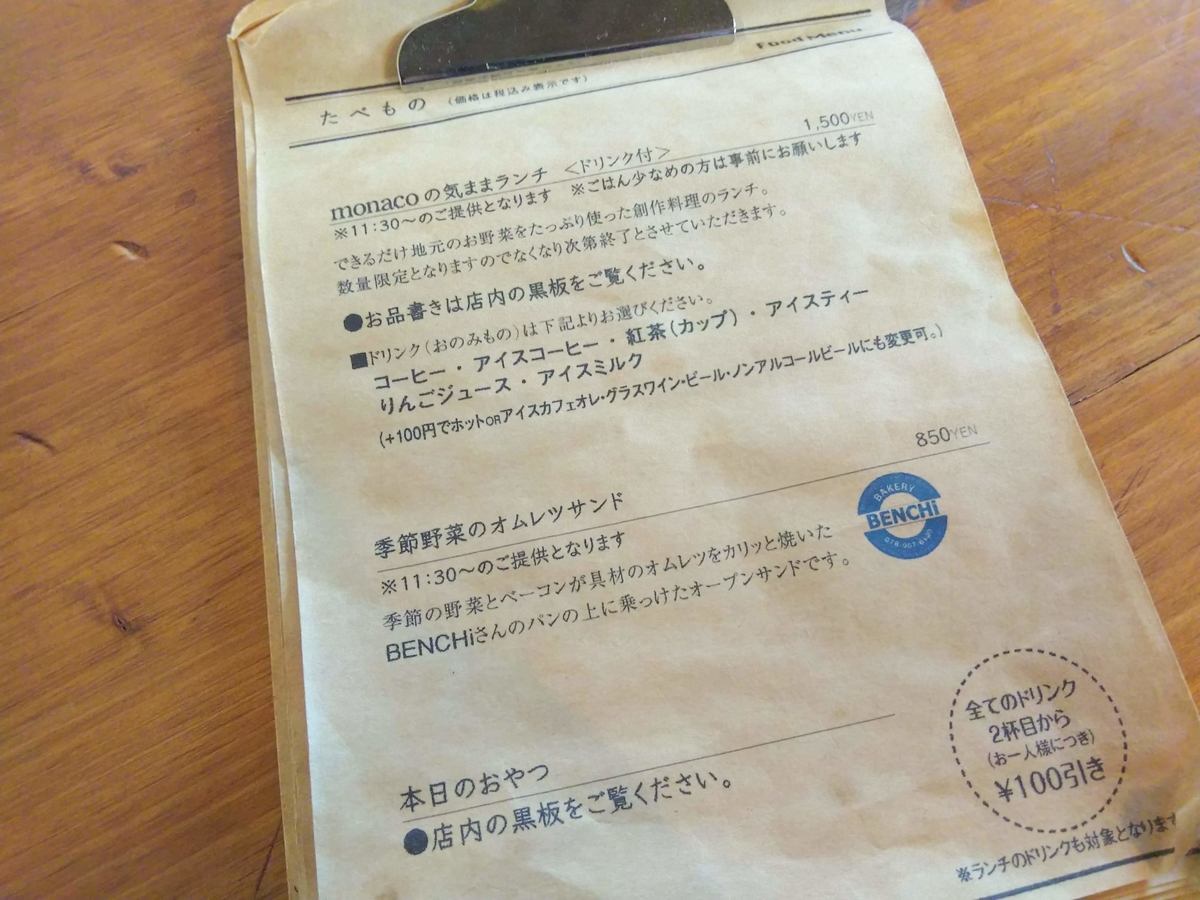 Food Menu
たべもの (価格は税込み表示です)
monacoの気ままランチ <ドリンク付> 1,500YEN
※11:30〜のご提供となります ※ごはん少なめの方は事前にお願いします
できるだけ地元のお野菜をたっぷり使った創作料理のランチ。
数量限定となりますのでなくなり次第終了とさせていただきます。
●お品書きは店内の黒板をご覧ください。
■ドリンク(おのみもの)は下記よりお選びください。
コーヒー・アイスコーヒー・紅茶(カップ)・アイスティー
りんごジュース・アイスミルク
(+100円でホットORアイスカフェオレ・グラスワイン・ビール・ノンアルコールビールにも変更可。)
季節野菜のオムレツサンド 850YEN
※11:30〜のご提供となります
季節の野菜とベーコンが具材のオムレツをカリッと焼いた
BENCHiさんのパンの上に乗っけたオープンサンドです。
BAKERY
BENCHi
本日のおやつ
●店内の黒板をご覧ください。
全てのドリンク
2杯目から
(お一人様につき)
¥100引き
※ランチのドリンクも対象となります